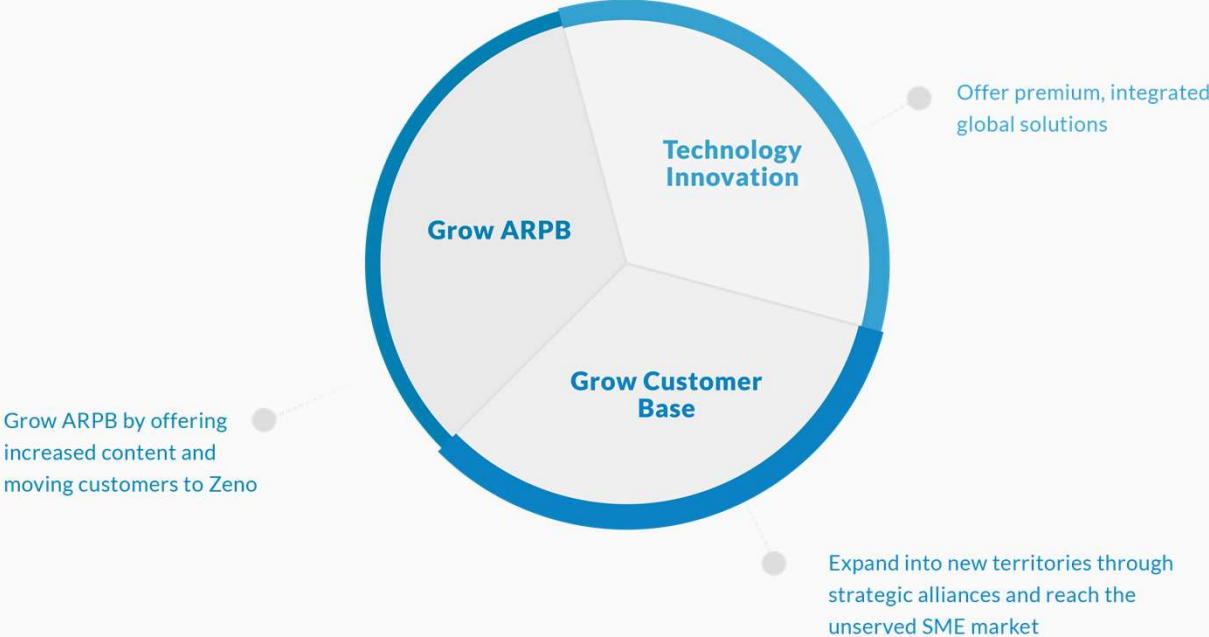 Offer premium, integrated
global solutions
Technology
Innovation
Grow ARPB
Grow Customer
Base
Grow ARPB by offering
increased content and
moving customers to Zeno
Expand into new territories through
strategic alliances and reach the
unserved SME market